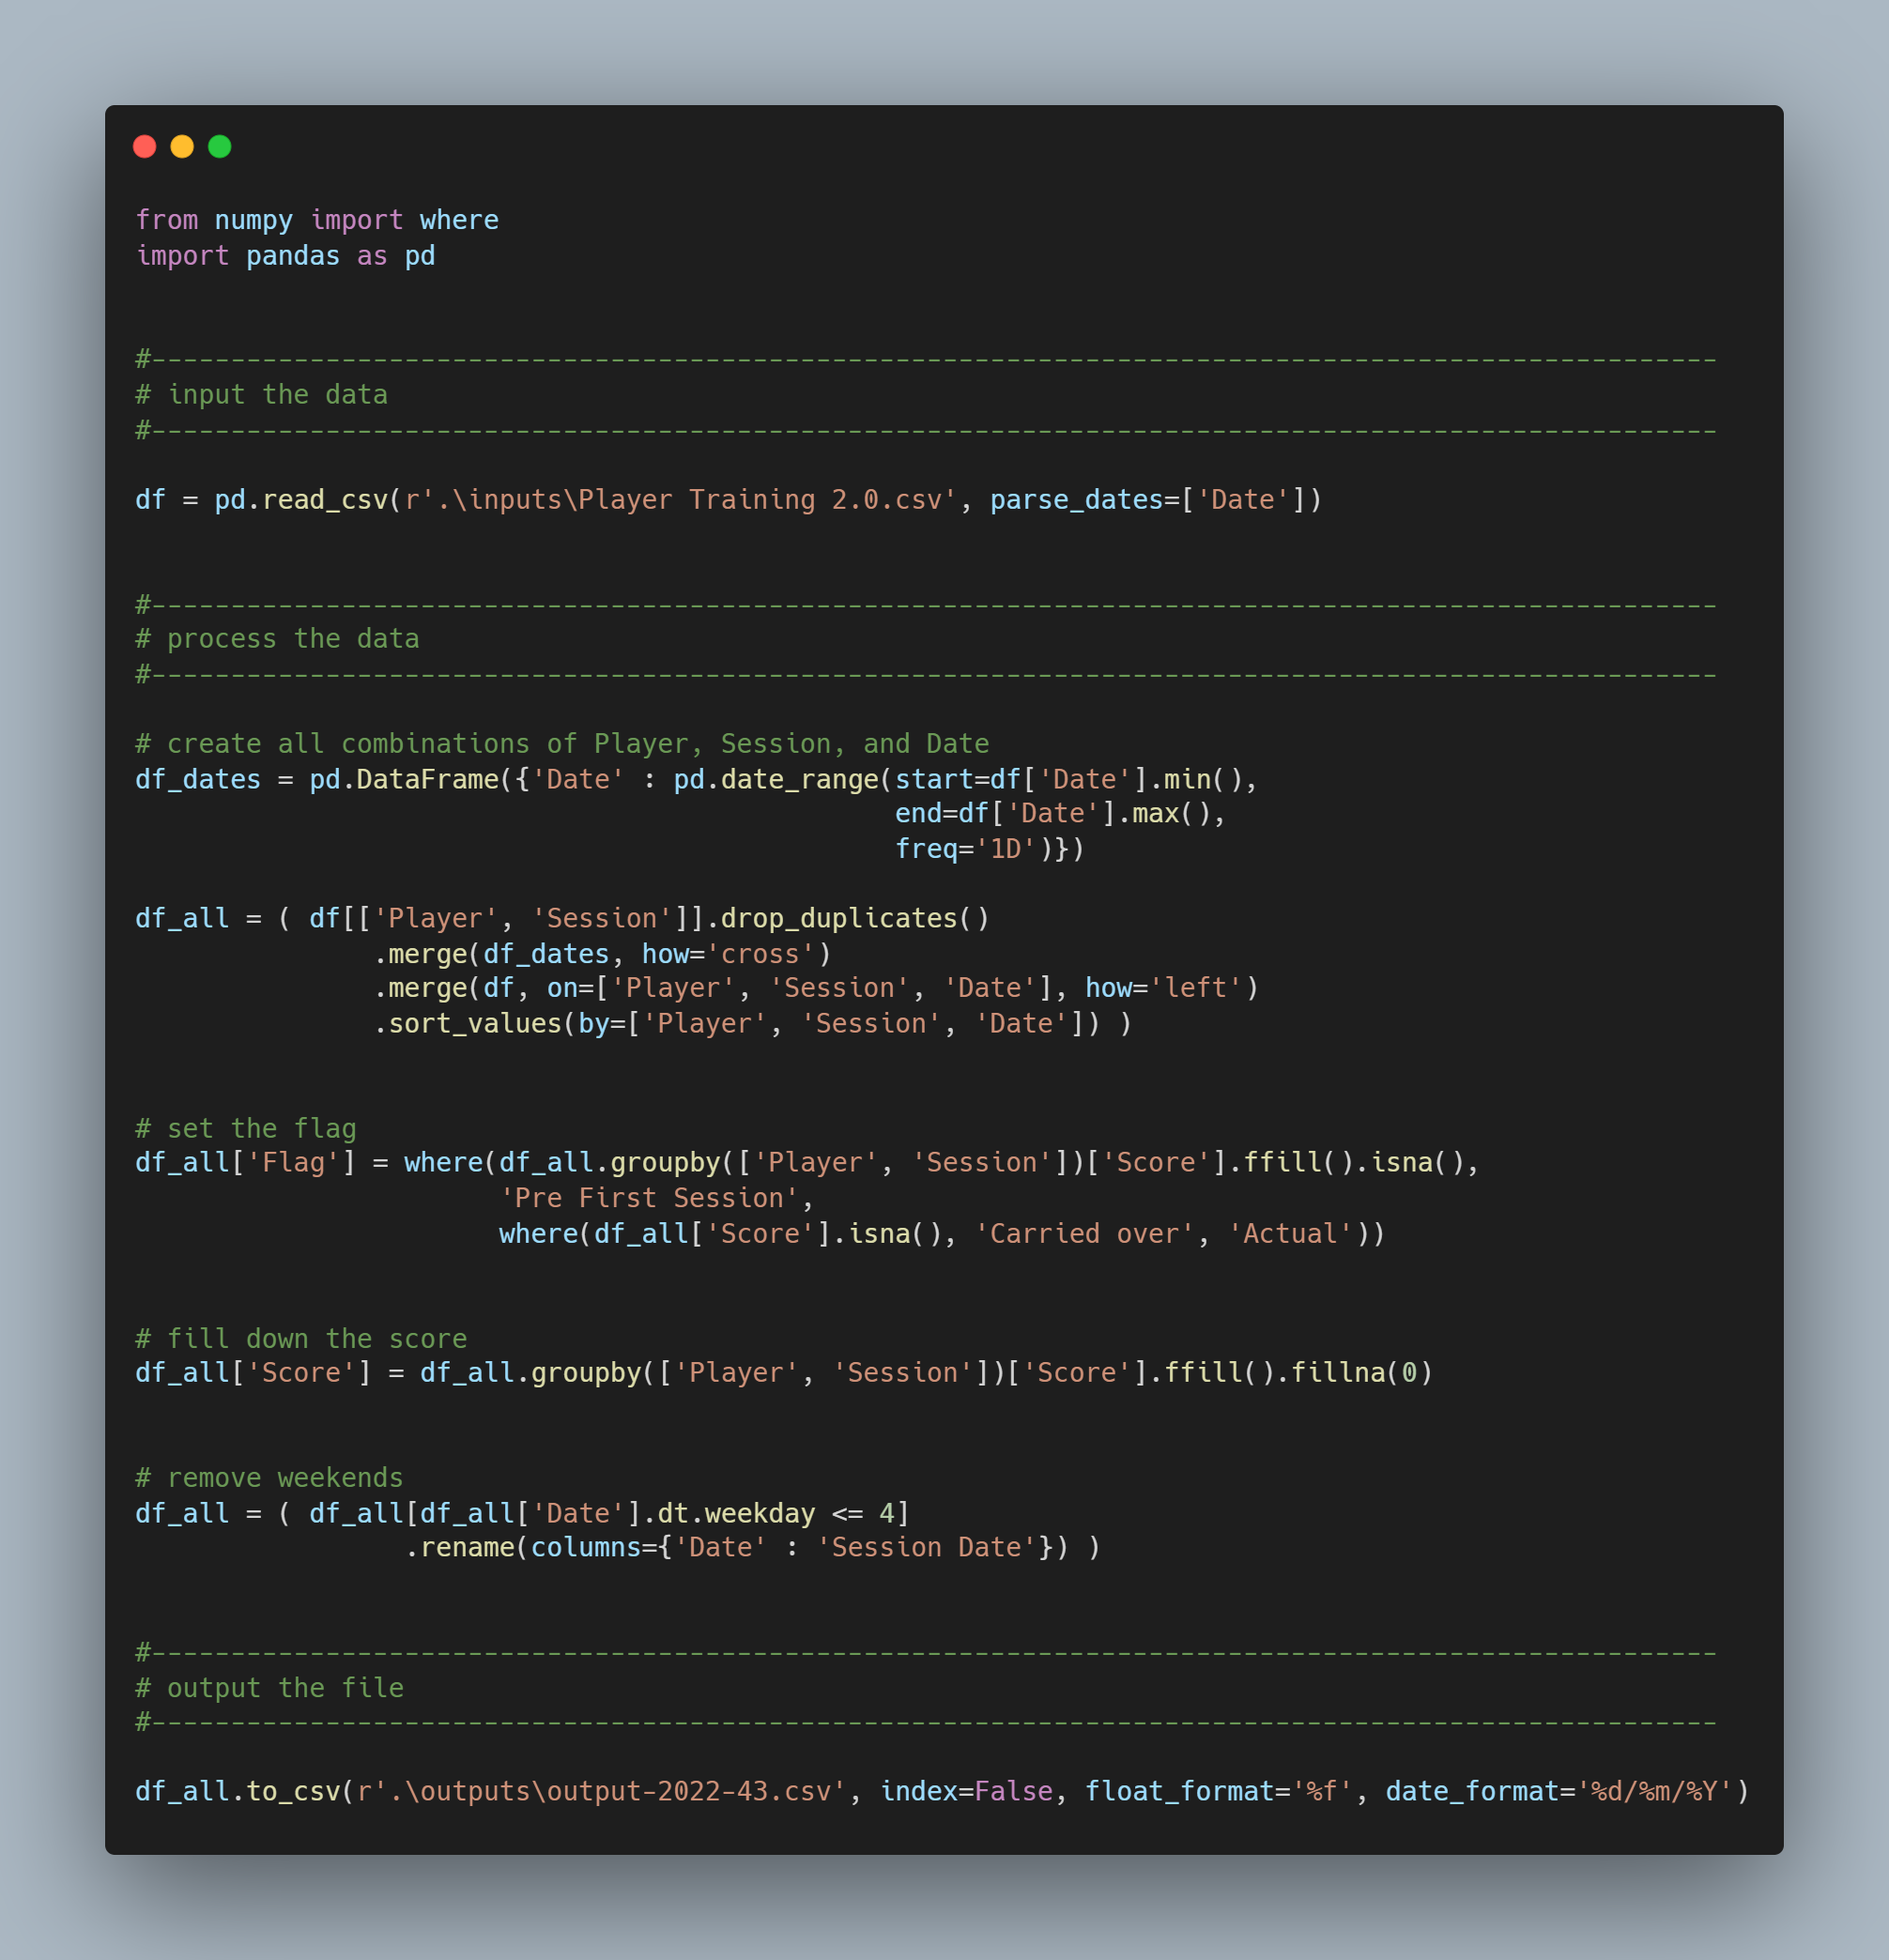 from numpy import where
import pandas as pd
#---------------------------------------------------------------------------------------------------
# input the data
#---------------------------------------------------------------------------------------------------
df = pd.read_csv(r'.\inputs\Player Training 2.0.csv', parse_dates=['Date'])
#---------------------------------------------------------------------------------------------------
# process the data
#---------------------------------------------------------------------------------------------------
# create all combinations of Player, Session, and Date
df_dates = pd.DataFrame({'Date' : pd.date_range(start=df['Date'].min(),
                                                end=df['Date'].max(),
                                                freq='1D')})
df_all = ( df[['Player', 'Session']].drop_duplicates()
               .merge(df_dates, how='cross')
               .merge(df, on=['Player', 'Session', 'Date'], how='left')
               .sort_values(by=['Player', 'Session', 'Date']) )
# set the flag
df_all['Flag'] = where(df_all.groupby(['Player', 'Session'])['Score'].ffill().isna(),
                       'Pre First Session',
                       where(df_all['Score'].isna(), 'Carried over', 'Actual'))
# fill down the score
df_all['Score'] = df_all.groupby(['Player', 'Session'])['Score'].ffill().fillna(0)
# remove weekends
df_all = ( df_all[df_all['Date'].dt.weekday <= 4]
                 .rename(columns={'Date' : 'Session Date'}) )
#---------------------------------------------------------------------------------------------------
# output the file
#---------------------------------------------------------------------------------------------------
df_all.to_csv(r'.\outputs\output-2022-43.csv', index=False, float_format='%f', date_format='%d/%m/%Y')